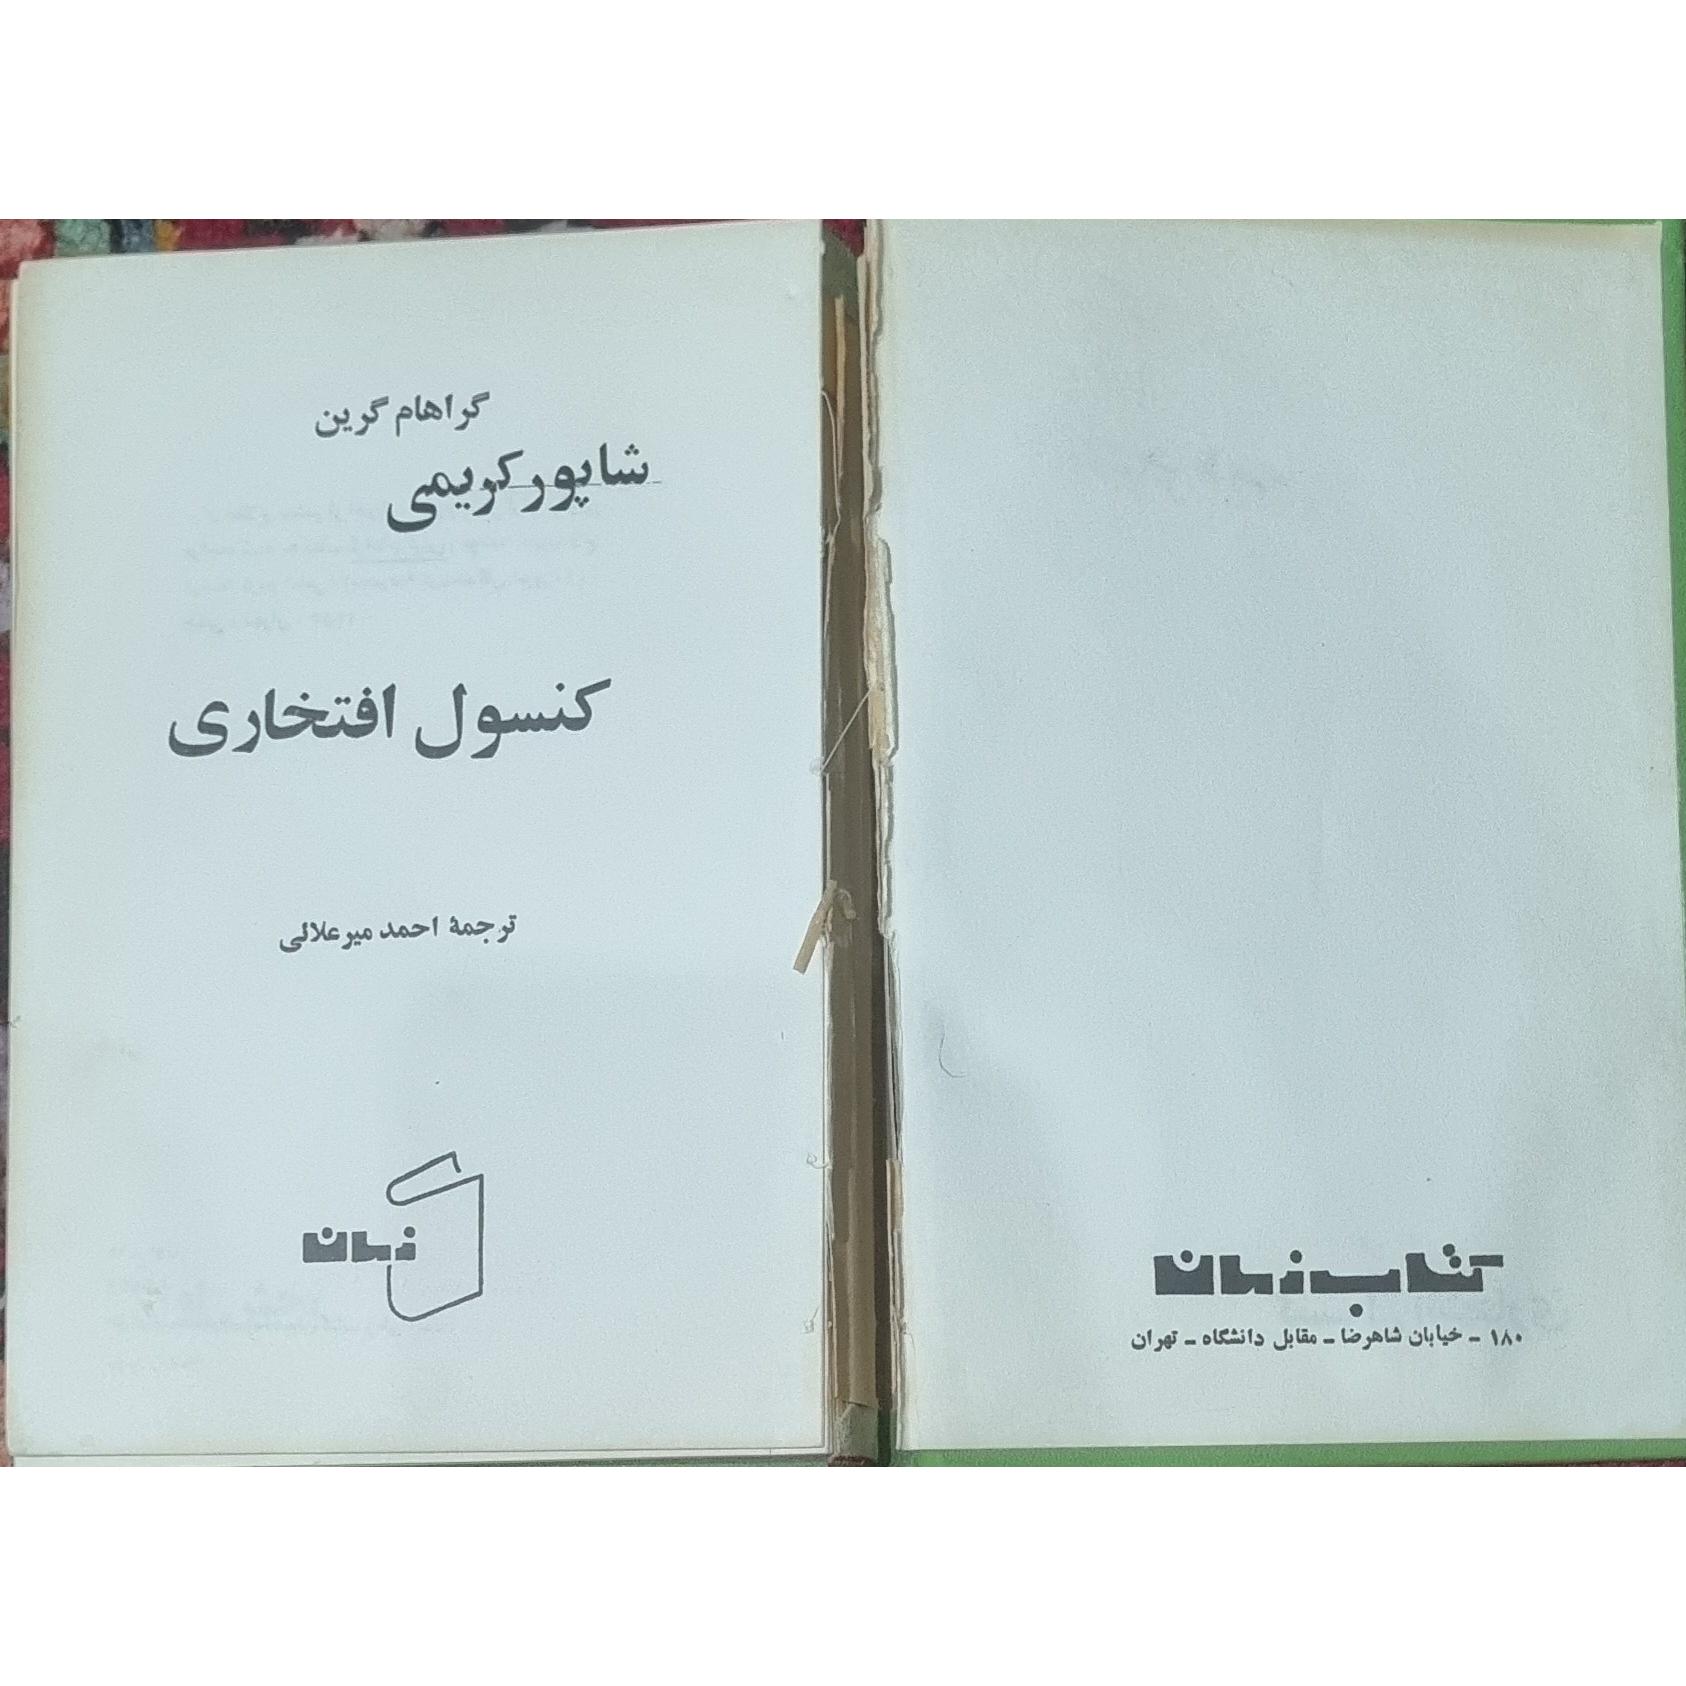 کتاب زمان
۱۸۰ - خیابان شاهرضا - مقابل دانشگاه - تهران
گراهام گرین
شاپور کریمی
کنسول افتخاری
ترجمهٔ احمد میرعلائی
زمان